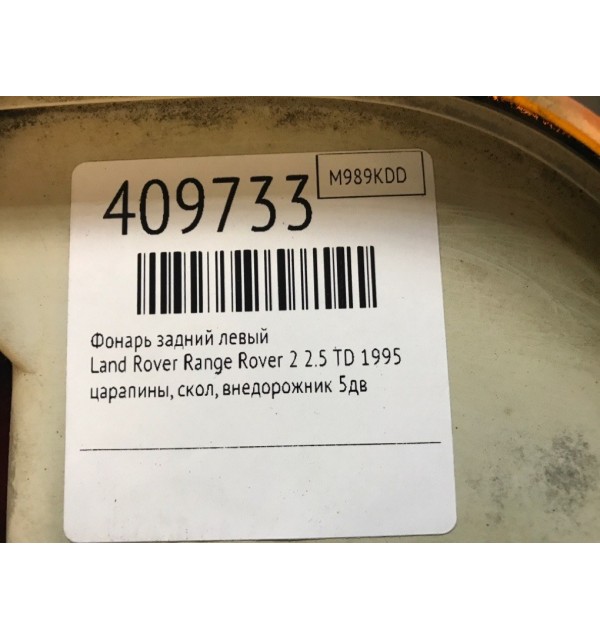 409733
M989KDD
Фонарь задний левый
Land Rover Range Rover 2 2.5 TD 1995
царапины, скол, внедорожник 5дв